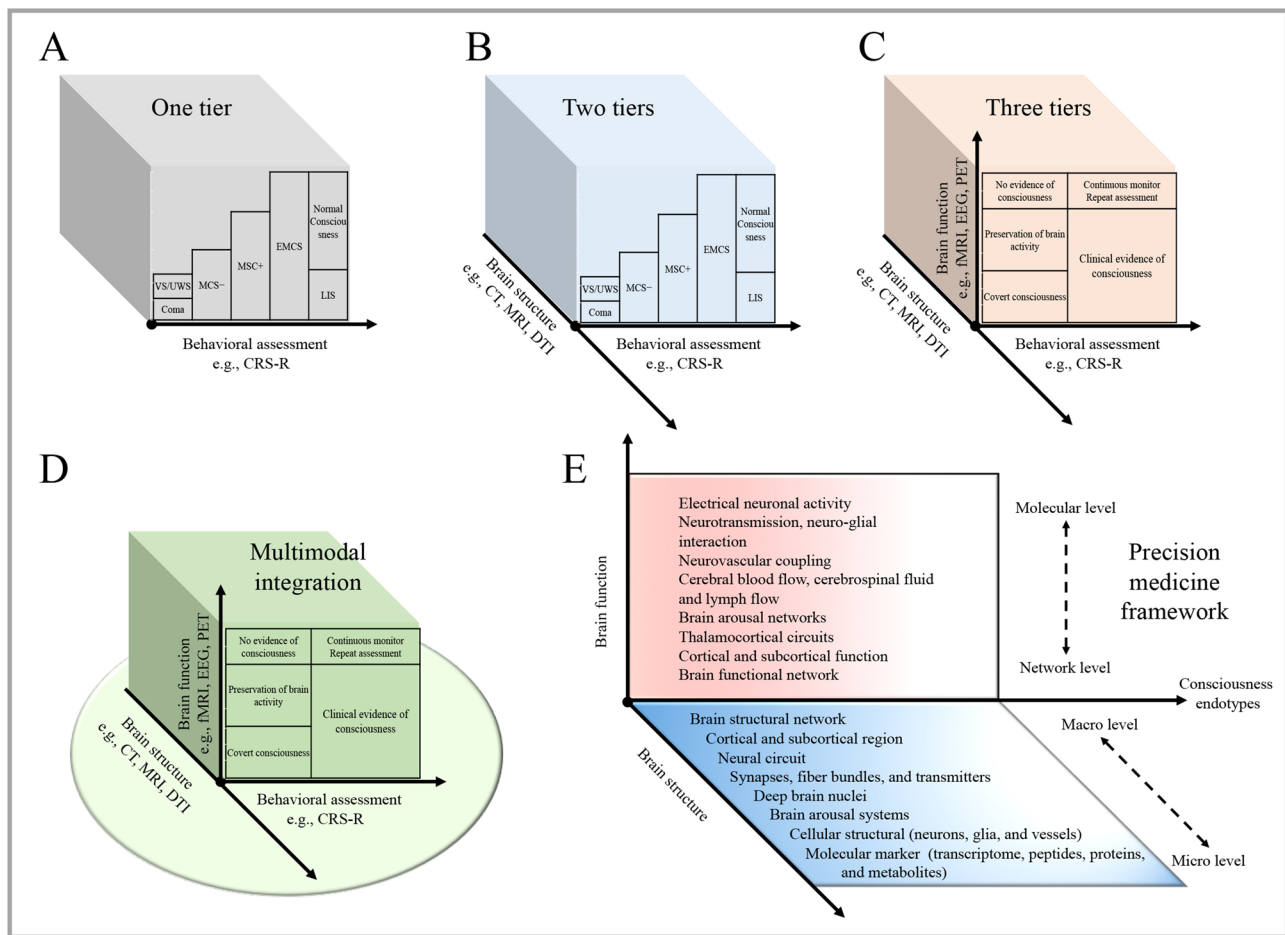 A
One tier
VS/UWS
Coma
MCS−
MSC+
EMCS
Normal
Consciou
sness
LIS
Behavioral assessment
e.g., CRS-R
B
Two tiers
VS/UWS
Coma
MCS−
MSC+
EMCS
Normal
Consciou
sness
LIS
Brain structure
e.g., CT, MRI, DTI
Behavioral assessment
e.g., CRS-R
C
Three tiers
Brain function
e.g., fMRI, EEG, PET
No evidence of
consciousness
Continuous monitor
Repeat assessment
Preservation of brain
activity
Clinical evidence of
consciousness
Covert consciousness
Brain structure
e.g., CT, MRI, DTI
Behavioral assessment
e.g., CRS-R
D
Multimodal
integration
Brain function
e.g., fMRI, EEG, PET
No evidence of
consciousness
Continuous monitor
Repeat assessment
Preservation of brain
activity
Clinical evidence of
consciousness
Covert consciousness
Brain structure
e.g., CT, MRI, DTI
Behavioral assessment
e.g., CRS-R
E
Brain function
Electrical neuronal activity
Neurotransmission, neuro-glial
interaction
Neurovascular coupling
Cerebral blood flow, cerebrospinal fluid
and lymph flow
Brain arousal networks
Thalamocortical circuits
Cortical and subcortical function
Brain functional network
Molecular level
Network level
Precision
medicine
framework
Consciousness
endotypes
Brain structure
Brain structural network
Cortical and subcortical region
Neural circuit
Synapses, fiber bundles, and transmitters
Deep brain nuclei
Brain arousal systems
Cellular structural (neurons, glia, and vessels)
Molecular marker (transcriptome, peptides, proteins,
and metabolites)
Macro level
Micro level